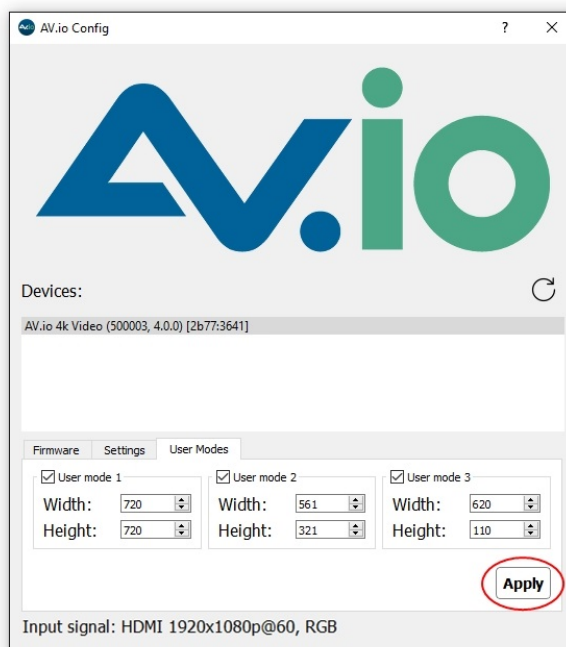 AV.io Config ? ×
AV.io
Devices:
AV.io 4k Video (500003, 4.0.0) [2b77:3641]
Firmware Settings User Modes
User mode 1 User mode 2 User mode 3
Width: 720 Width: 561 Width: 620
Height: 720 Height: 321 Height: 110
Apply
Input signal: HDMI 1920x1080p@60, RGB